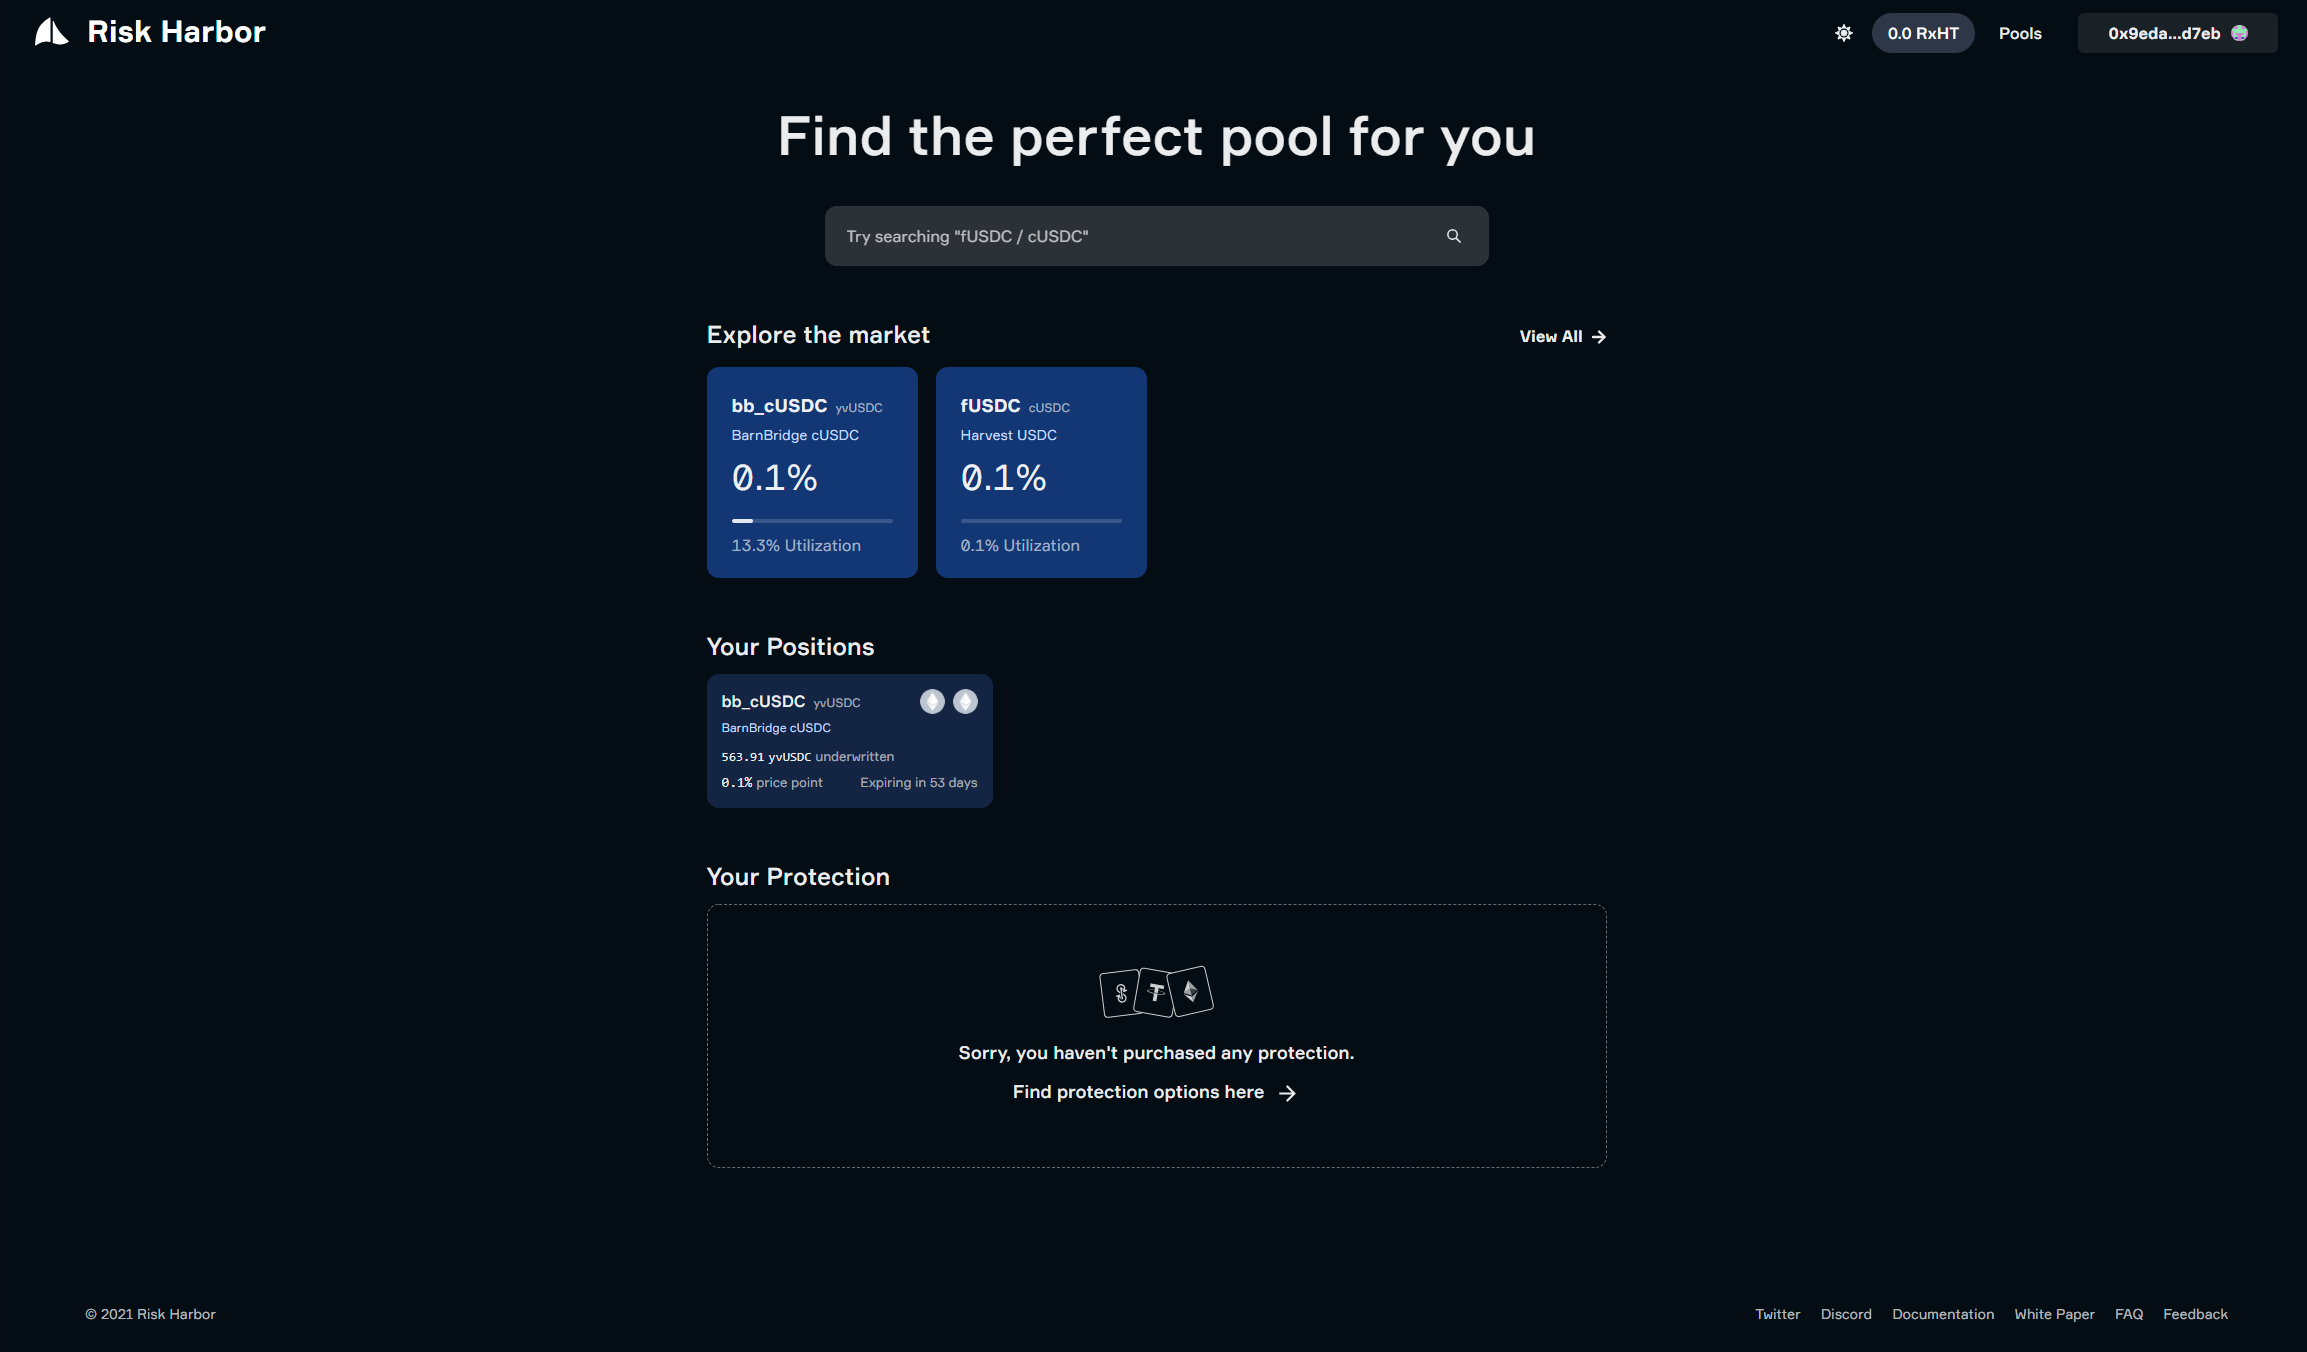 Risk Harbor
0.0 RxHT
Pools
0x9eda...d7eb
Find the perfect pool for you
Try searching "fUSDC / cUSDC"
Explore the market
View All
bb_cUSDC yvUSDC
BarnBridge cUSDC
0.1%
13.3% Utilization
fUSDC cUSDC
Harvest USDC
0.1%
0.1% Utilization
Your Positions
bb_cUSDC yvUSDC
BarnBridge cUSDC
563.91 yvUSDC underwritten
0.1% price point Expiring in 53 days
Your Protection
Sorry, you haven't purchased any protection.
Find protection options here
© 2021 Risk Harbor
Twitter Discord Documentation White Paper FAQ Feedback